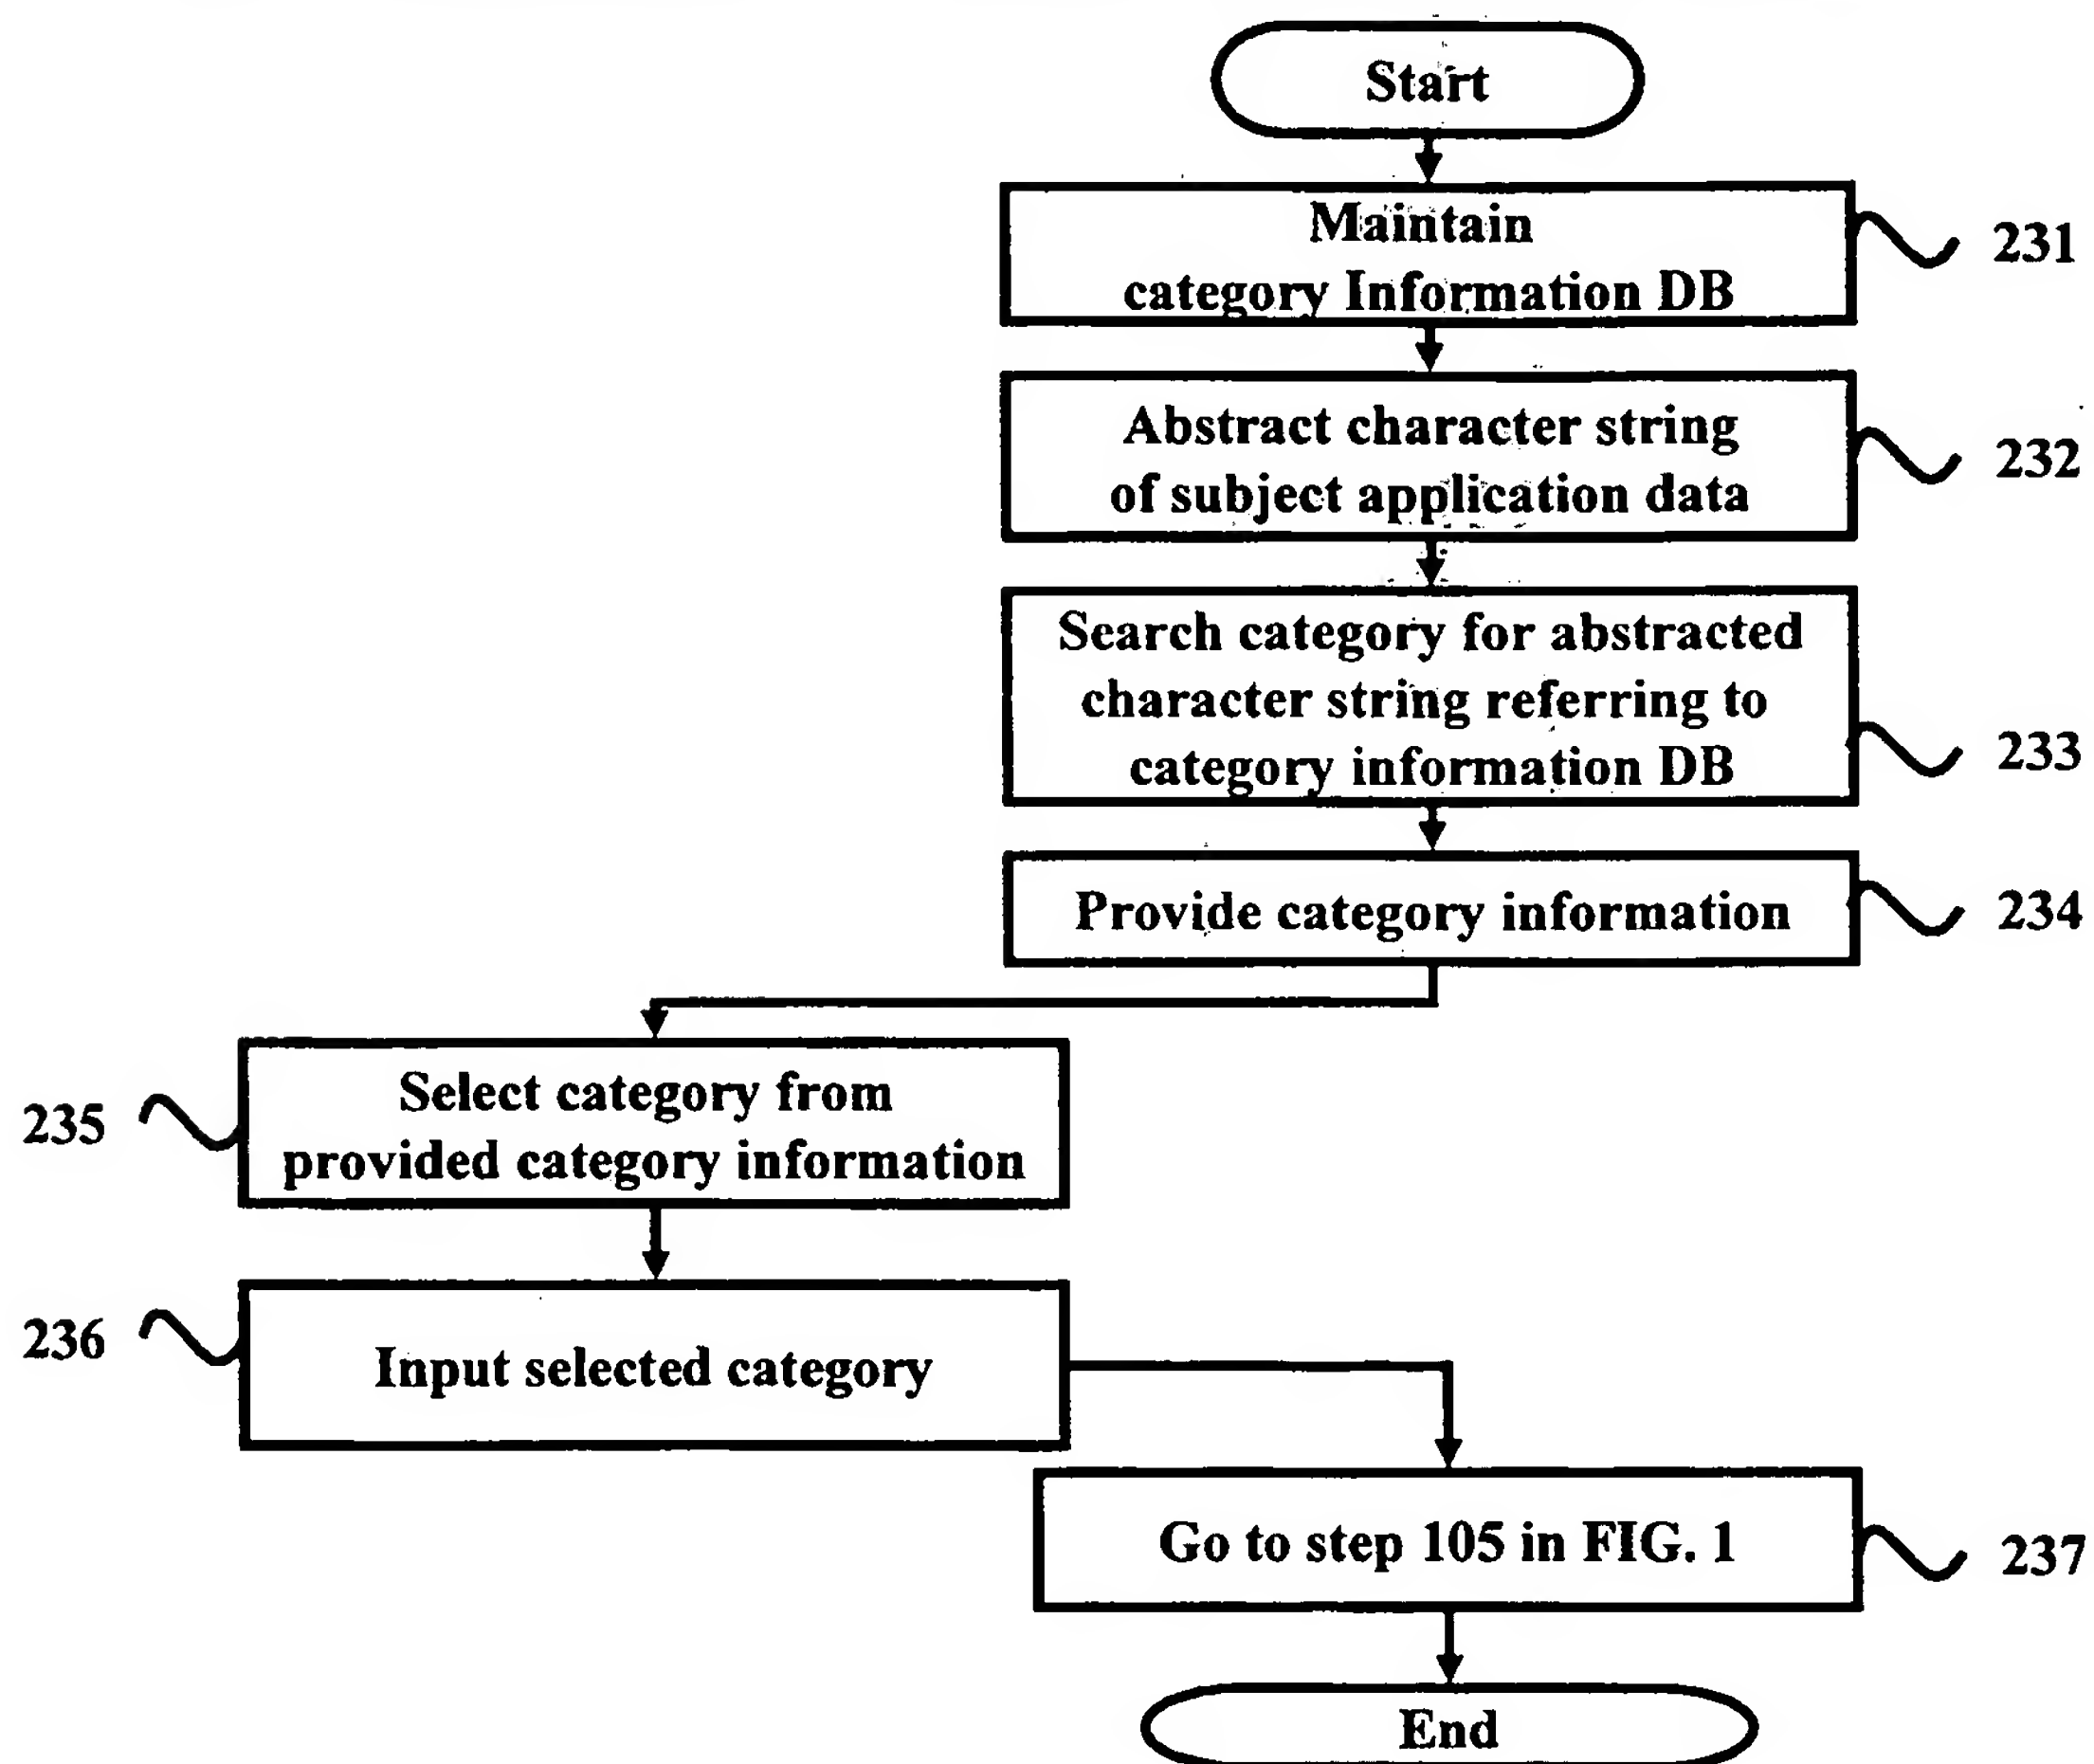 Start
Maintain
category Information DB
231
Abstract character string
of subject application data
232
Search category for abstracted
character string referring to
category information DB
233
Provide category information
234
Select category from
provided category information
235
Input selected category
236
Go to step 105 in FIG. 1
237
End